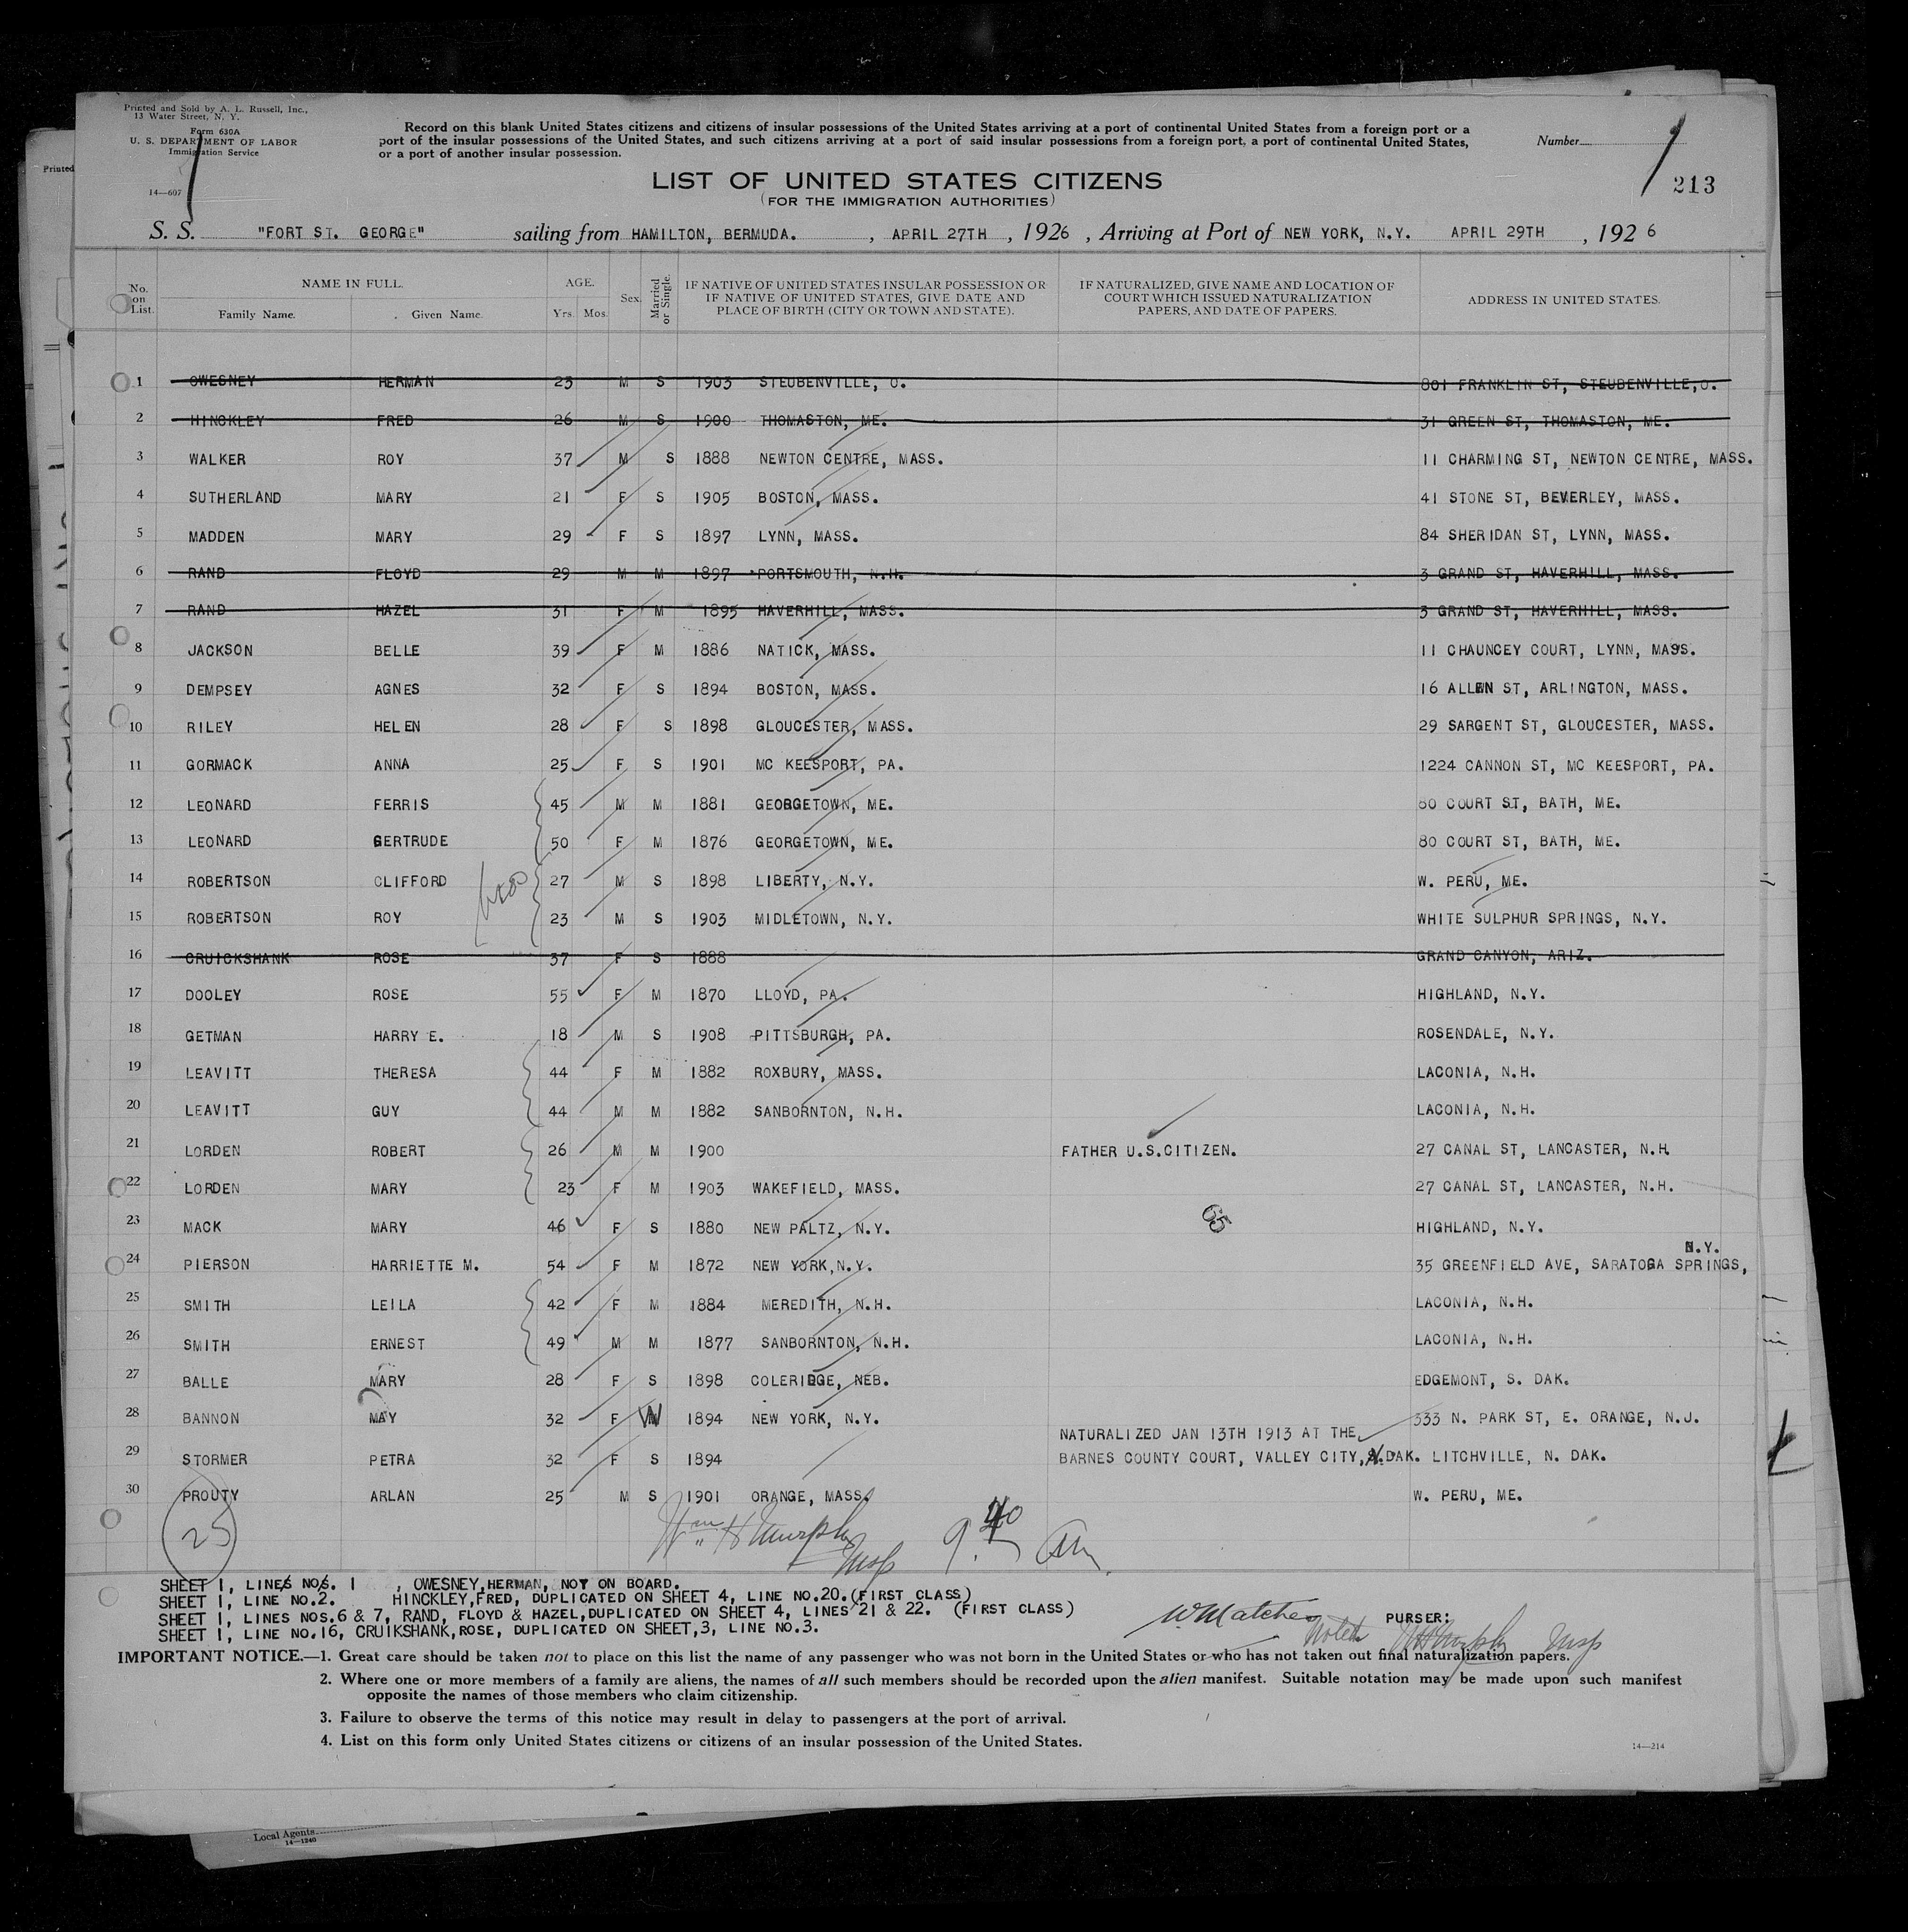 Printed and Sold by A. L. Russell, Inc.,
13 Water Street, N. Y.
Form 630A
U. S. DEPARTMENT OF LABOR
Immigration Service
14—607
Printed
Record on this blank United States citizens and citizens of insular possessions of the United States arriving at a port of continental United States from a foreign port or a
port of the insular possessions of the United States, and such citizens arriving at a port of said insular possessions from a foreign port, a port of continental United States,
or a port of another insular possession.
Number
213
LIST OF UNITED STATES CITIZENS
(FOR THE IMMIGRATION AUTHORITIES)
S. S. "FORT ST. GEORGE" sailing from HAMILTON, BERMUDA. , APRIL 27TH , 1926 , Arriving at Port of NEW YORK, N.Y. APRIL 29TH , 1926
No. on List. NAME IN FULL. Family Name. Given Name. AGE. Yrs. Mos. Sex. Married or Single. IF NATIVE OF UNITED STATES INSULAR POSSESSION OR IF NATIVE OF UNITED STATES, GIVE DATE AND PLACE OF BIRTH (CITY OR TOWN AND STATE). IF NATURALIZED, GIVE NAME AND LOCATION OF COURT WHICH ISSUED NATURALIZATION PAPERS, AND DATE OF PAPERS. ADDRESS IN UNITED STATES.
1 OWESNEY HERMAN 23 M S 1903 STEUBENVILLE, O. 801 FRANKLIN ST, STEUBENVILLE,O.
2 HINCKLEY FRED 26 M S 1900 THOMASTON, ME. 31 GREEN ST, THOMASTON, ME.
3 WALKER ROY 37 M S 1888 NEWTON CENTRE, MASS. 11 CHARMING ST, NEWTON CENTRE, MASS.
4 SUTHERLAND MARY 21 F S 1905 BOSTON, MASS. 41 STONE ST, BEVERLEY, MASS.
5 MADDEN MARY 29 F S 1897 LYNN, MASS. 84 SHERIDAN ST, LYNN, MASS.
6 RAND FLOYD 29 M M 1897 PORTSMOUTH, N.H. 3 GRAND ST, HAVERHILL, MASS.
7 RAND HAZEL 31 F M 1895 HAVERHILL, MASS. 3 GRAND ST, HAVERHILL, MASS.
8 JACKSON BELLE 39 F M 1886 NATICK, MASS. 11 CHAUNCEY COURT, LYNN, MASS.
9 DEMPSEY AGNES 32 F S 1894 BOSTON, MASS. 16 ALLEN ST, ARLINGTON, MASS.
10 RILEY HELEN 28 F S 1898 GLOUCESTER, MASS. 29 SARGENT ST, GLOUCESTER, MASS.
11 GORMACK ANNA 25 F S 1901 MC KEESPORT, PA. 1224 CANNON ST, MC KEESPORT, PA.
12 LEONARD FERRIS 45 M M 1881 GEORGETOWN, ME. 80 COURT ST, BATH, ME.
13 LEONARD GERTRUDE 50 F M 1876 GEORGETOWN, ME. 80 COURT ST, BATH, ME.
14 ROBERTSON CLIFFORD 27 M S 1898 LIBERTY, N.Y. W. PERU, ME.
15 ROBERTSON ROY 23 M S 1903 MIDLETOWN, N.Y. WHITE SULPHUR SPRINGS, N.Y.
16 CRUICKSHANK ROSE 37 F S 1888 GRAND CANYON, ARIZ.
17 DOOLEY ROSE 55 F M 1870 LLOYD, PA. HIGHLAND, N.Y.
18 GETMAN HARRY E. 18 M S 1908 PITTSBURGH, PA. ROSENDALE, N.Y.
19 LEAVITT THERESA 44 F M 1882 ROXBURY, MASS. LACONIA, N.H.
20 LEAVITT GUY 44 M M 1882 SANBORNTON, N.H. LACONIA, N.H.
21 LORDEN ROBERT 26 M M 1900 FATHER U.S.CITIZEN. 27 CANAL ST, LANCASTER, N.H.
22 LORDEN MARY 23 F M 1903 WAKEFIELD, MASS. 27 CANAL ST, LANCASTER, N.H.
23 MACK MARY 46 F S 1880 NEW PALTZ, N.Y. 65 HIGHLAND, N.Y.
N.Y.
24 PIERSON HARRIETTE M. 54 F M 1872 NEW YORK,N.Y. 35 GREENFIELD AVE, SARATOGA SPRINGS,
25 SMITH LEILA 42 F M 1884 MEREDITH, N.H. LACONIA, N.H.
26 SMITH ERNEST 49 M M 1877 SANBORNTON, N.H. LACONIA, N.H.
27 BALLE MARY 28 F S 1898 COLERIDGE, NEB. EDGEMONT, S. DAK.
28 BANNON MAY 32 F W 1894 NEW YORK, N.Y. 333 N. PARK ST, E. ORANGE, N.J.
NATURALIZED JAN 13TH 1913 AT THE
29 STORMER PETRA 32 F S 1894 BARNES COUNTY COURT, VALLEY CITY, N.DAK. LITCHVILLE, N. DAK.
30 PROUTY ARLAN 25 M S 1901 ORANGE, MASS. W. PERU, ME.
25
Wm H Murphy Insp 9.40 am.
SHEET 1, LINES NOS. 1 , OWESNEY,HERMAN, NOT ON BOARD.
SHEET 1, LINE NO.2. HINCKLEY,FRED, DUPLICATED ON SHEET 4, LINE NO.20.(FIRST CLASS)
SHEET 1, LINES NOS.6 & 7, RAND, FLOYD & HAZEL,DUPLICATED ON SHEET 4, LINES 21 & 22. (FIRST CLASS)
SHEET 1, LINE NO.16, CRUIKSHANK,ROSE, DUPLICATED ON SHEET,3, LINE NO.3.
PURSER:
IMPORTANT NOTICE.—1. Great care should be taken not to place on this list the name of any passenger who was not born in the United States or who has not taken out final naturalization papers.
2. Where one or more members of a family are aliens, the names of all such members should be recorded upon the alien manifest. Suitable notation may be made upon such manifest
opposite the names of those members who claim citizenship.
3. Failure to observe the terms of this notice may result in delay to passengers at the port of arrival.
4. List on this form only United States citizens or citizens of an insular possession of the United States.
14—214
Local Agents
14—1240